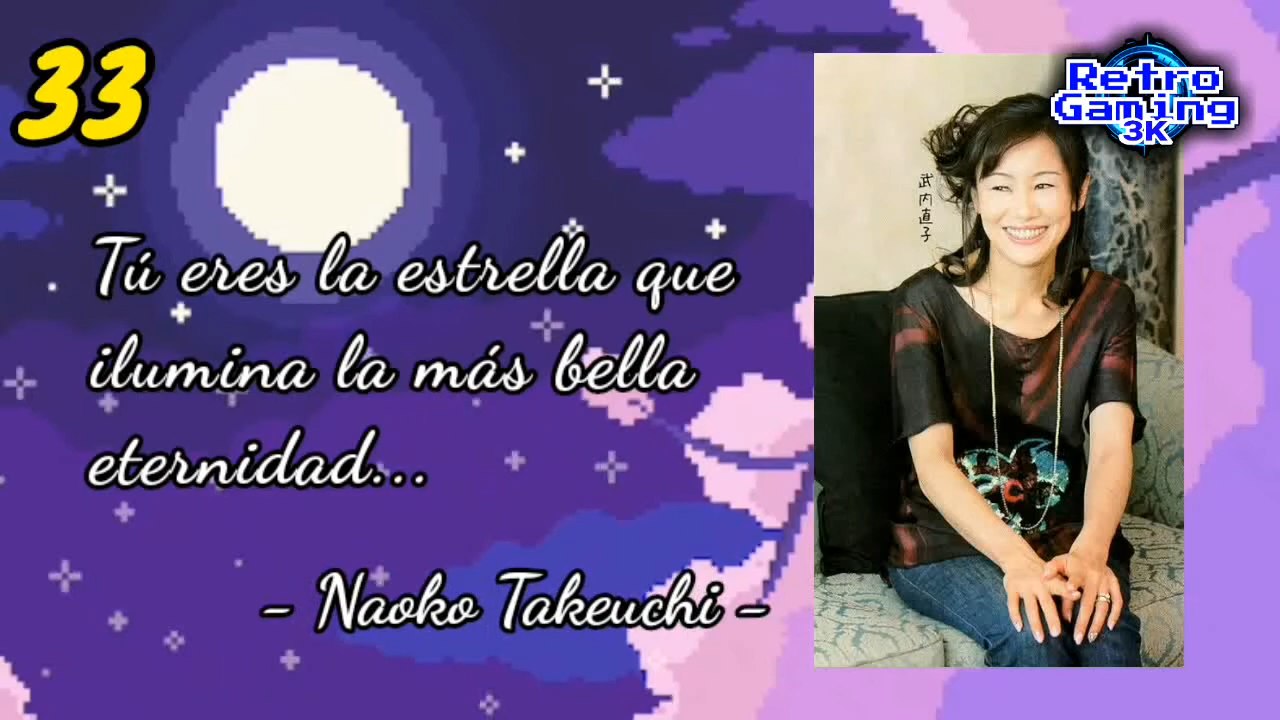 33
Retro
Gaming
3K
武内直子
Tú eres la estrella que
ilumina la más bella
eternidad...
- Naoko Takeuchi -